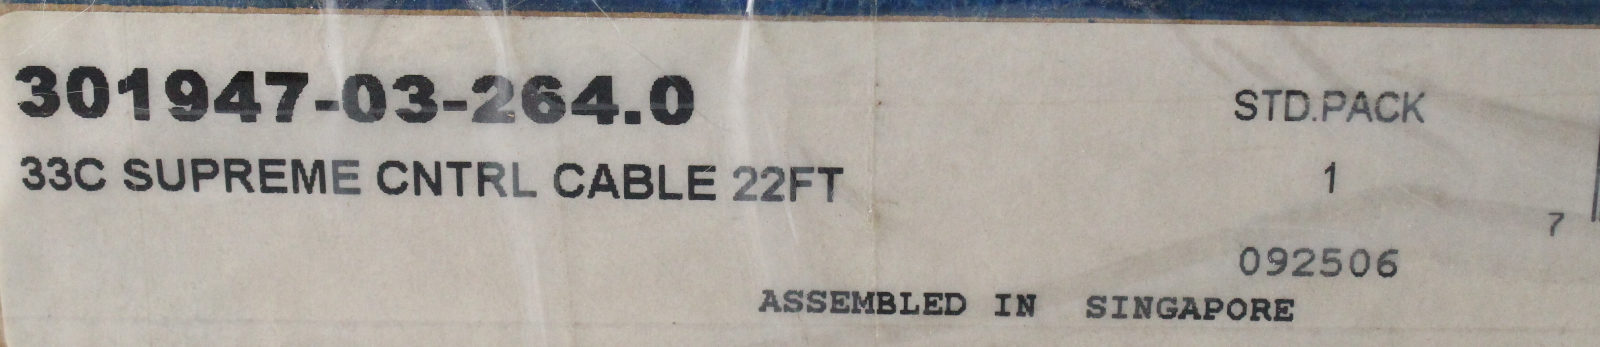 301947-03-264.0
STD.PACK
33C SUPREME CNTRL CABLE 22FT
1
7
092506
ASSEMBLED IN SINGAPORE